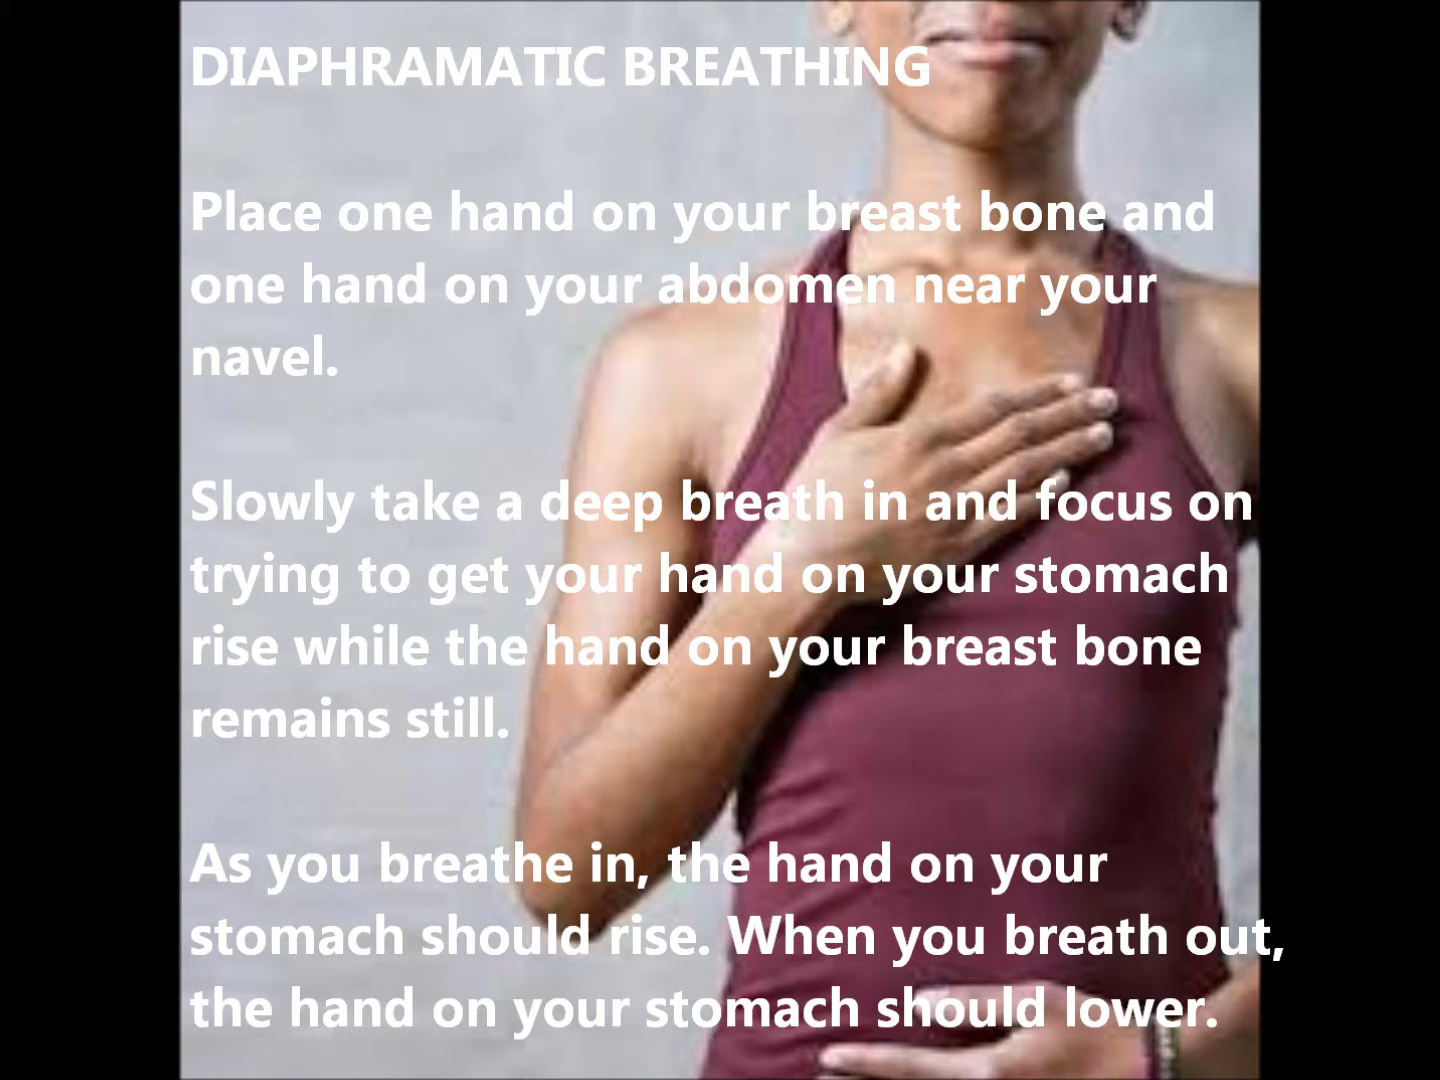 DIAPHRAMATIC BREATHING
Place one hand on your breast bone and
one hand on your abdomen near your
navel.
Slowly take a deep breath in and focus on
trying to get your hand on your stomach
rise while the hand on your breast bone
remains still.
As you breathe in, the hand on your
stomach should rise. When you breath out,
the hand on your stomach should lower.